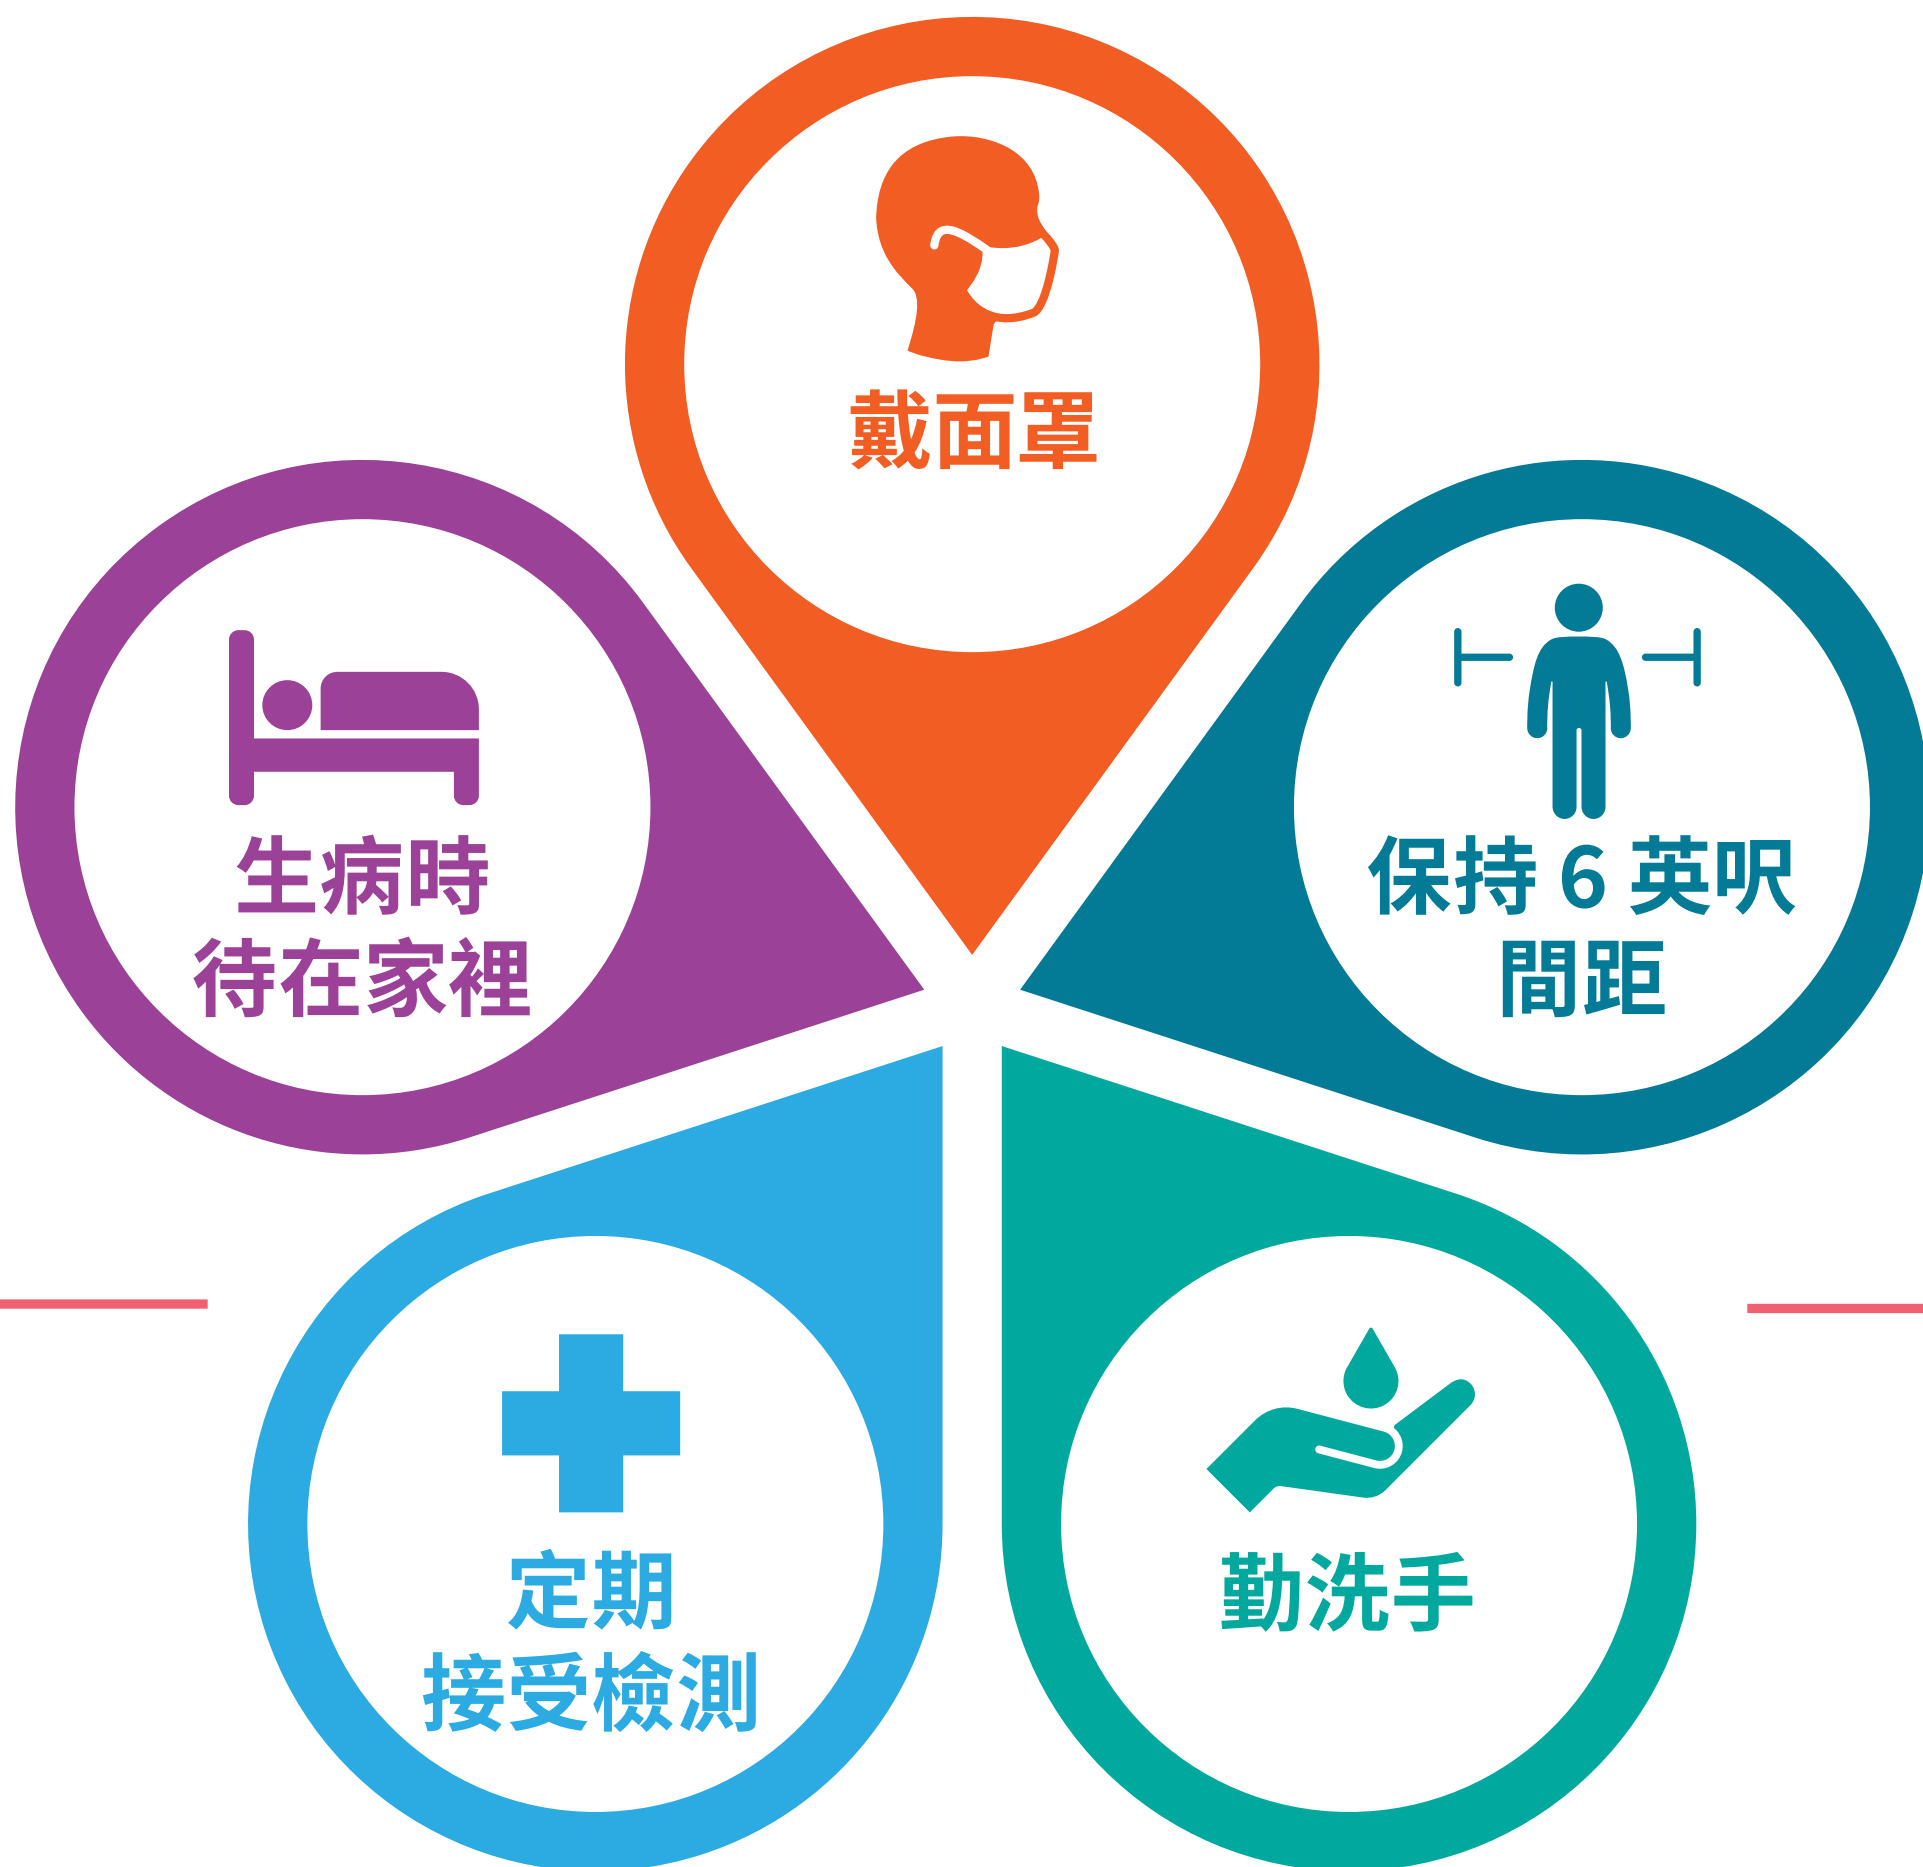 戴面罩
生病時
待在家裡
保持 6 英呎
間距
定期
接受檢測
勤洗手